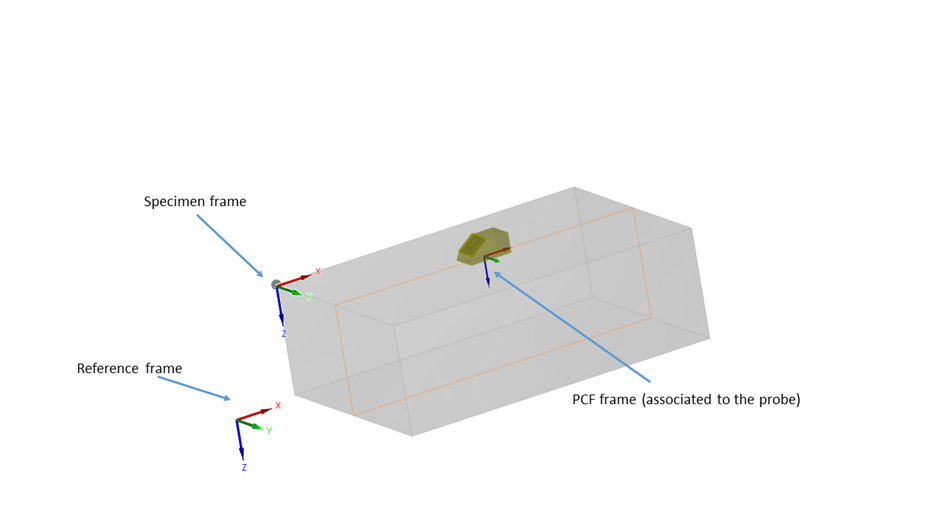 Specimen frame
X
Y
Z
Reference frame
X
Y
Z
PCF frame (associated to the probe)